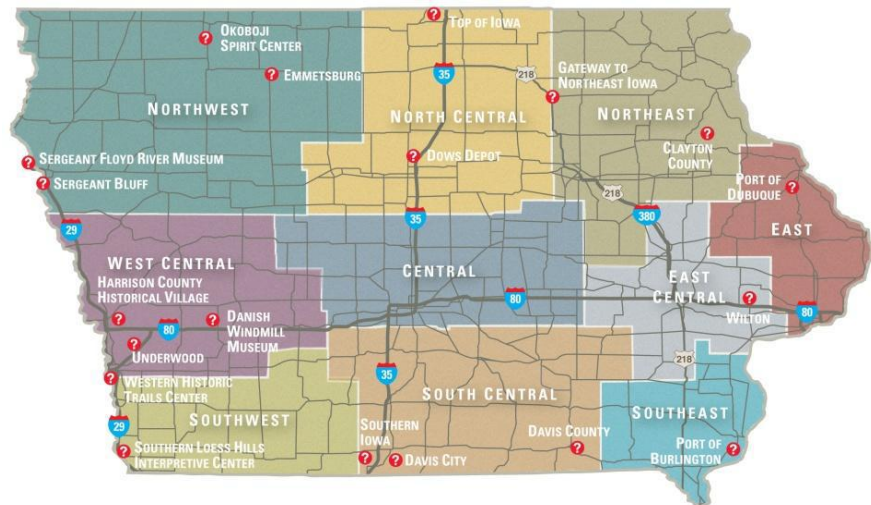 OKOBOJI
SPIRIT CENTER
?
EMMETSBURG
?
NORTHWEST
SERGEANT FLOYD RIVER MUSEUM
?
SERGEANT BLUFF
?
29
TOP OF IOWA
?
35
218
NORTH CENTRAL
DOWS DEPOT
?
35
GATEWAY TO
NORTHEAST IOWA
?
NORTHEAST
?
CLAYTON
COUNTY
218
380
PORT OF
DUBUQUE
?
EAST
80
WEST CENTRAL
HARRISON COUNTY
HISTORICAL VILLAGE
?
80
?
DANISH
WINDMILL
MUSEUM
?
UNDERWOOD
?
WESTERN HISTORIC
TRAILS CENTER
CENTRAL
80
EAST
CENTRAL
?
WILTON
218
SOUTHWEST
29
?
SOUTHERN LOESS HILLS
INTERPRETIVE CENTER
35
SOUTH CENTRAL
SOUTHERN
IOWA
?
?
DAVIS CITY
DAVIS COUNTY
?
SOUTHEAST
PORT OF
BURLINGTON
?